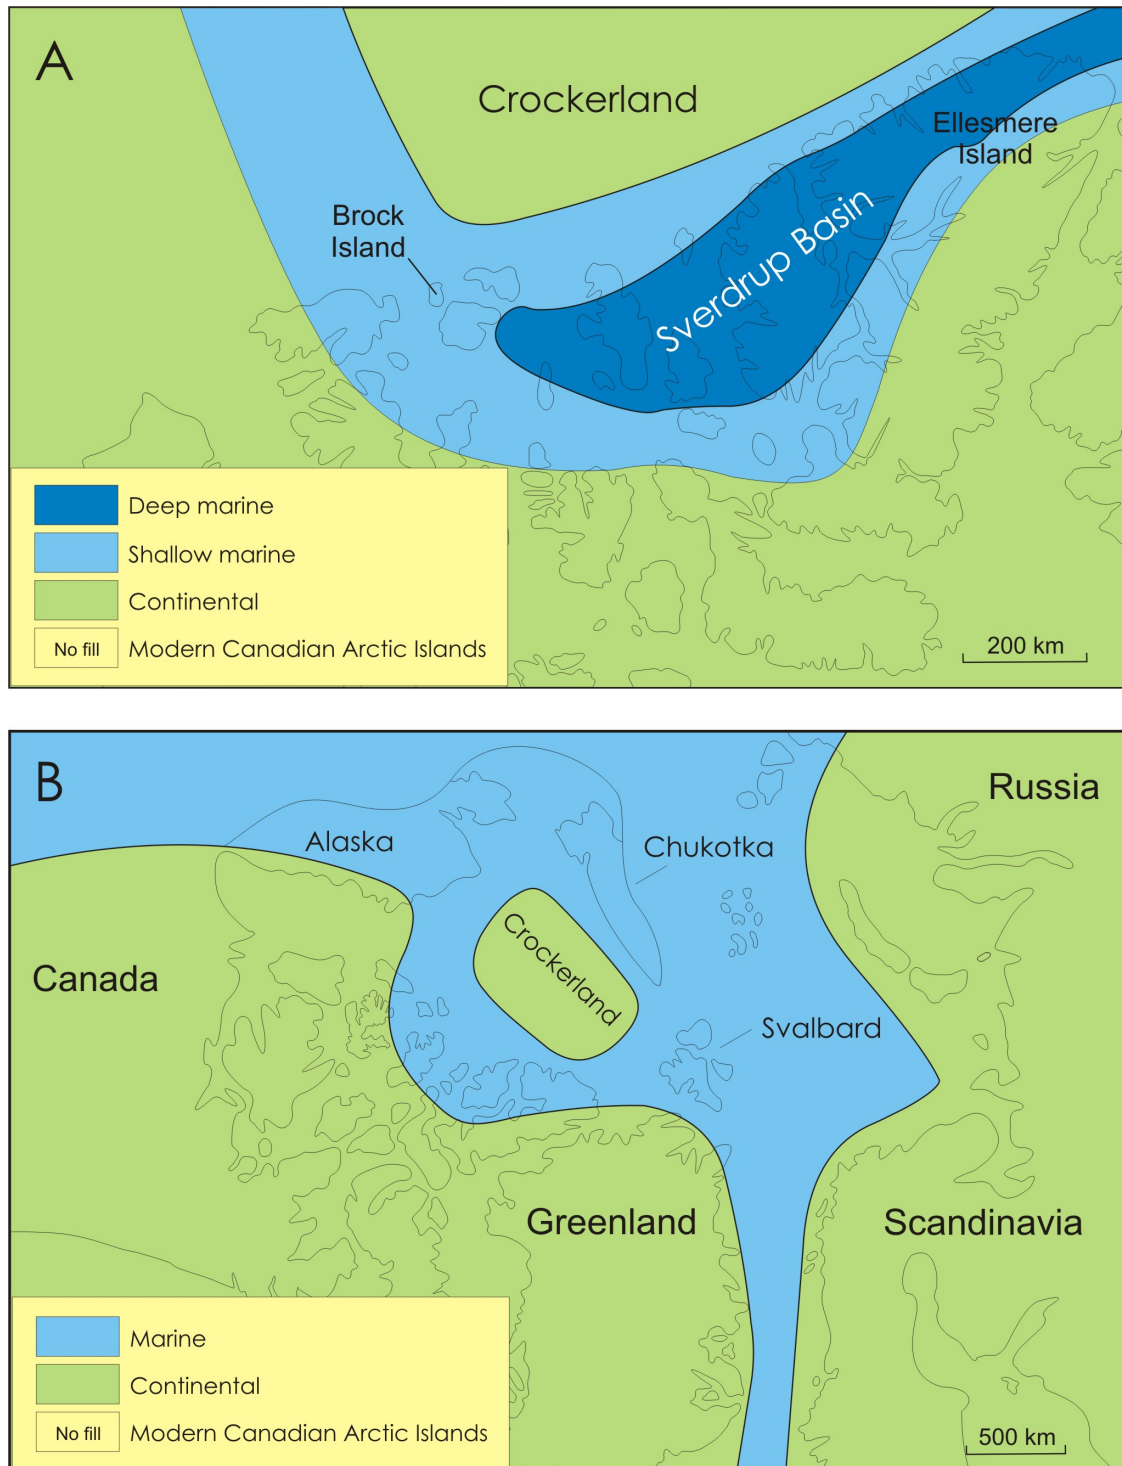 A
Crockerland
Ellesmere
Island
Brock
Island
Sverdrup Basin
Deep marine
Shallow marine
Continental
No fill Modern Canadian Arctic Islands
200 km
B
Russia
Alaska
Chukotka
Crockerland
Canada
Svalbard
Greenland
Scandinavia
Marine
Continental
No fill Modern Canadian Arctic Islands
500 km